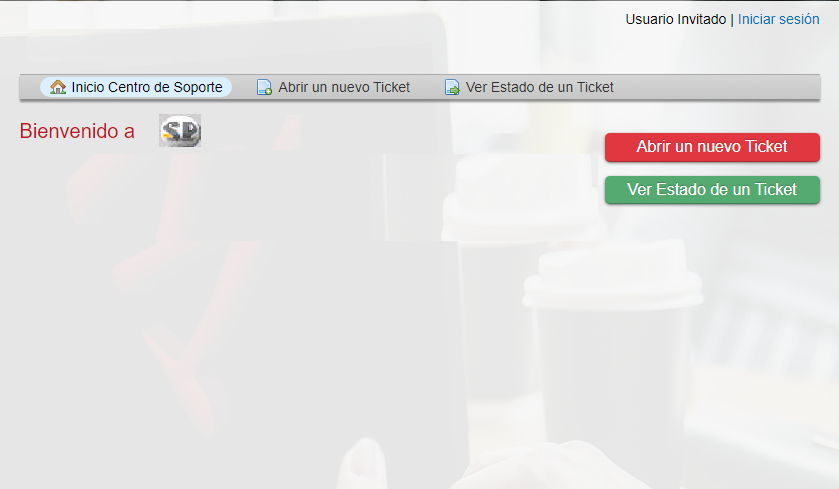 Usuario Invitado | Iniciar sesión
Inicio Centro de Soporte Abrir un nuevo Ticket Ver Estado de un Ticket
Bienvenido a SP
Abrir un nuevo Ticket
Ver Estado de un Ticket